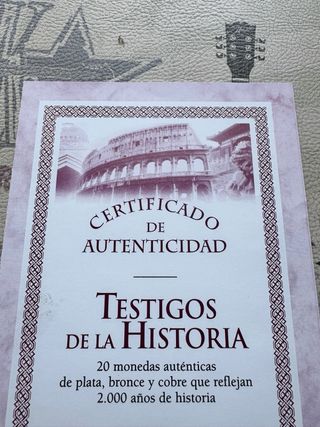 CERTIFICADO
DE
AUTENTICIDAD
TESTIGOS
DE LA HISTORIA
20 monedas auténticas
de plata, bronce y cobre que reflejan
2.000 años de historia